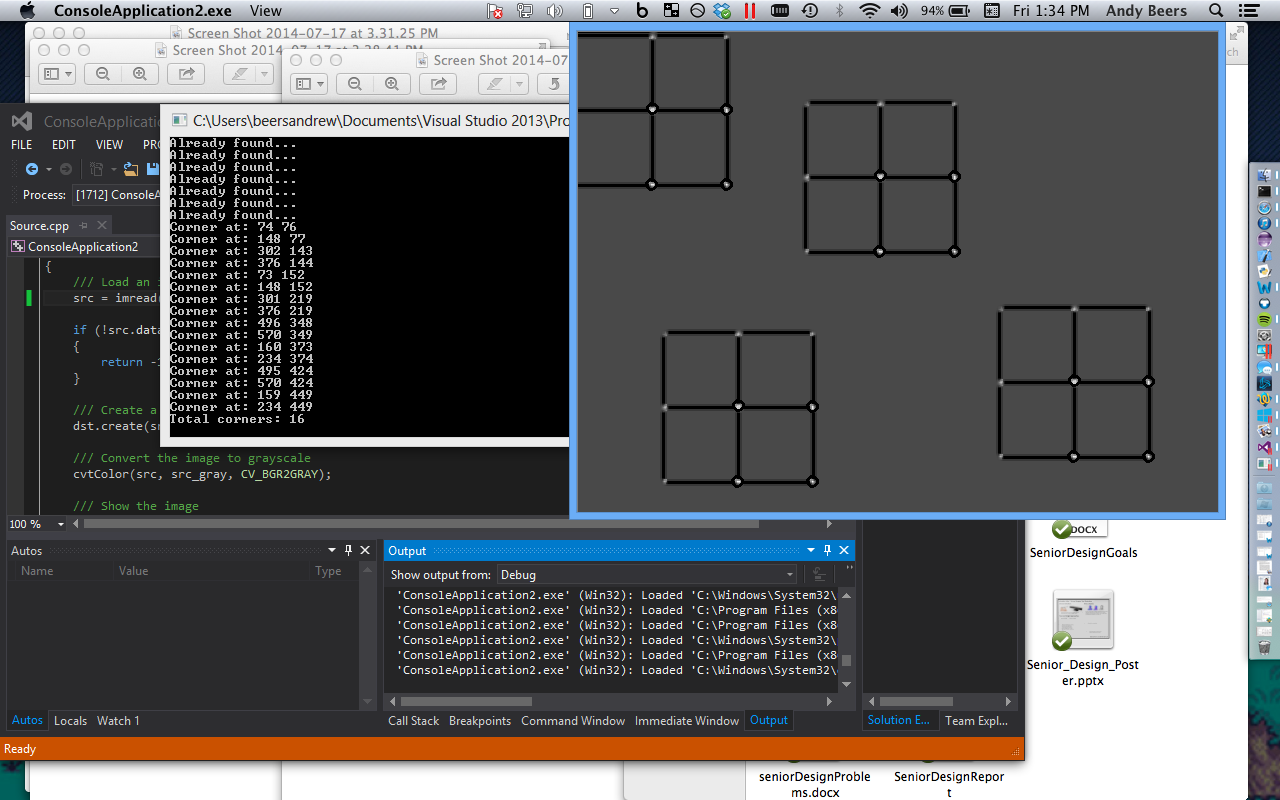 ConsoleApplication2.exe View
94% Fri 1:34 PM Andy Beers
Screen Shot 2014-07-17 at 3.31.25 PM
Screen Shot 2014-07-17 at 3.28.41 PM
Screen Shot 2014-07
ConsoleApplicatio
C:\Users\beersandrew\Documents\Visual Studio 2013\Pro
FILE EDIT VIEW PR
Process: [1712] ConsoleA
Source.cpp
ConsoleApplication2
Already found...
Already found...
Already found...
Already found...
Already found...
Already found...
Already found...
Corner at: 74 76
Corner at: 148 77
Corner at: 302 143
Corner at: 376 144
Corner at: 73 152
Corner at: 148 152
Corner at: 301 219
Corner at: 376 219
Corner at: 496 348
Corner at: 570 349
Corner at: 160 373
Corner at: 234 374
Corner at: 495 424
Corner at: 570 424
Corner at: 159 449
Corner at: 234 449
Total corners: 16
{
/// Load an
src = imread
if (!src.data
{
return -1
}
/// Create a
dst.create(sr
/// Convert the image to grayscale
cvtColor(src, src_gray, CV_BGR2GRAY);
/// Show the image
100 %
Autos
Name Value Type
Autos Locals Watch 1
Output
Show output from: Debug
'ConsoleApplication2.exe' (Win32): Loaded 'C:\Windows\System32\
'ConsoleApplication2.exe' (Win32): Loaded 'C:\Program Files (x8
'ConsoleApplication2.exe' (Win32): Loaded 'C:\Program Files (x8
'ConsoleApplication2.exe' (Win32): Loaded 'C:\Windows\System32\
'ConsoleApplication2.exe' (Win32): Loaded 'C:\Program Files (x8
'ConsoleApplication2.exe' (Win32): Loaded 'C:\Windows\System32\
Call Stack Breakpoints Command Window Immediate Window Output
Solution E... Team Expl...
Ready
DOCX
SeniorDesignGoals
Senior_Design_Post
er.pptx
seniorDesignProble
ms.docx
SeniorDesignRepor
t